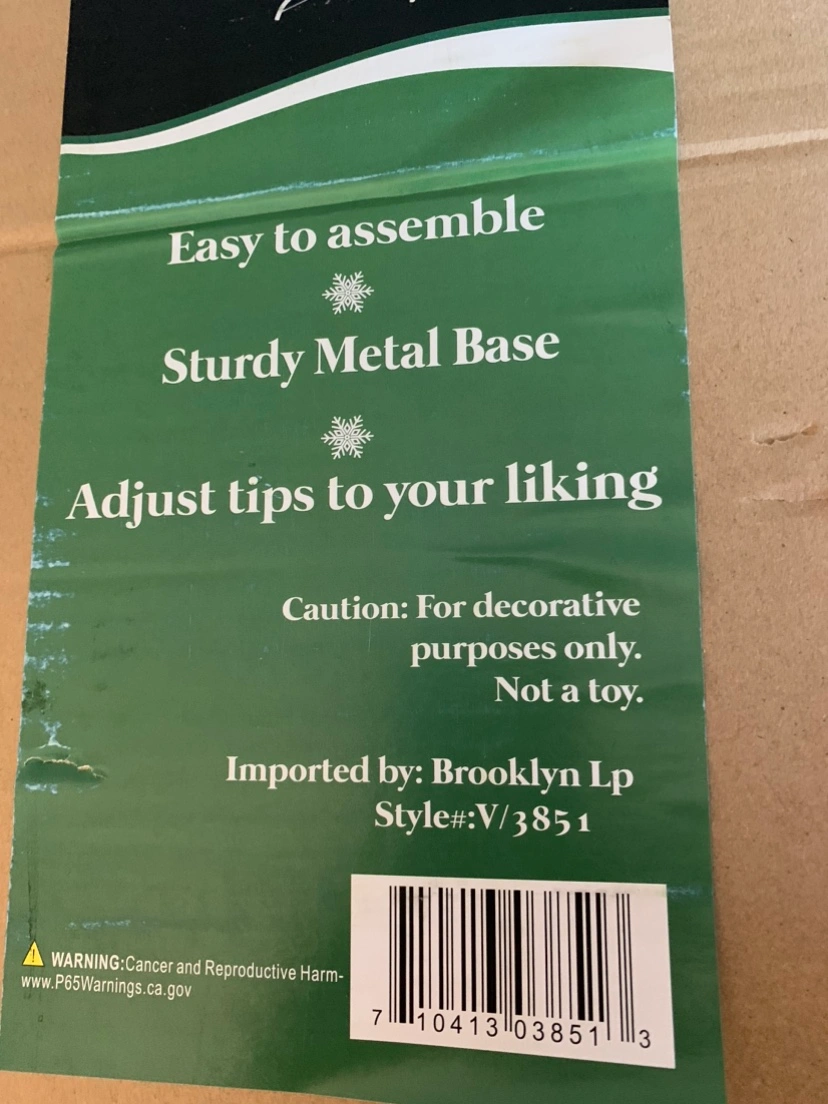 Easy to assemble
Sturdy Metal Base
Adjust tips to your liking
Caution: For decorative
purposes only.
Not a toy.
Imported by: Brooklyn Lp
Style#:V/3851
WARNING:Cancer and Reproductive Harm-
www.P65Warnings.ca.gov
7 10413 03851 3